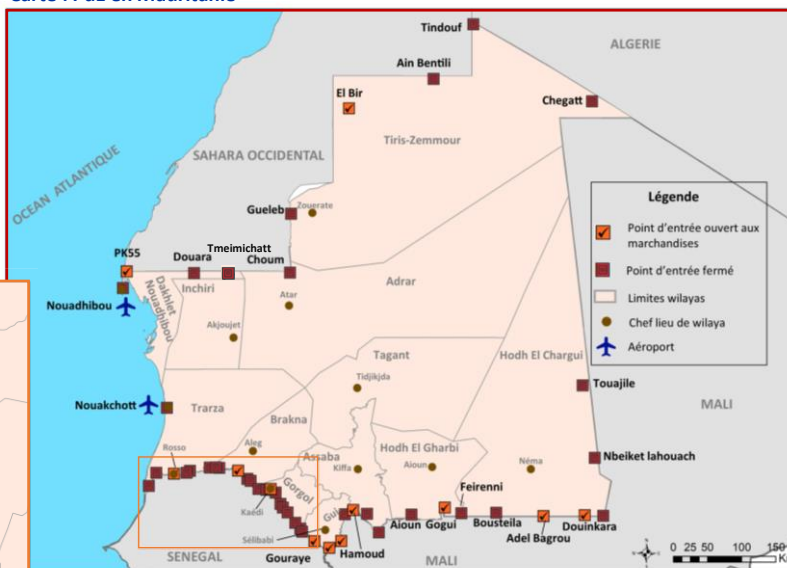 Tindouf
ALGERIE
Ain Bentili
El Bir
Chegatt
Tiris-Zemmour
OCEAN ATLANTIQUE
SAHARA OCCIDENTAL
Légende
Point d'entrée ouvert aux
marchandises
Point d'entrée fermé
Limites wilayas
Chef lieu de wilaya
Aéroport
Gueleb
Zouerate
PK55
Douara
Tmeimichatt
Choum
Dakhlet
Nouadhibou
Inchiri
Adrar
Nouadhibou
Atar
Akjoujet
Tagant
Hodh El Chargui
Touajile
MALI
Nouakchott
Trarza
Tidjikjda
Brakna
Rosso
Aleg
Assaba
Hodh El Gharbi
Nbeiket lahouach
Kiffa
Aioun
Néma
Gorgol
Kaédi
Feirenni
Sélibabi
Aioun
Gogui
Bousteila
Douinkara
Adel Bagrou
SENEGAL
Gouraye
Hamoud
MALI
0 25 50 100 150